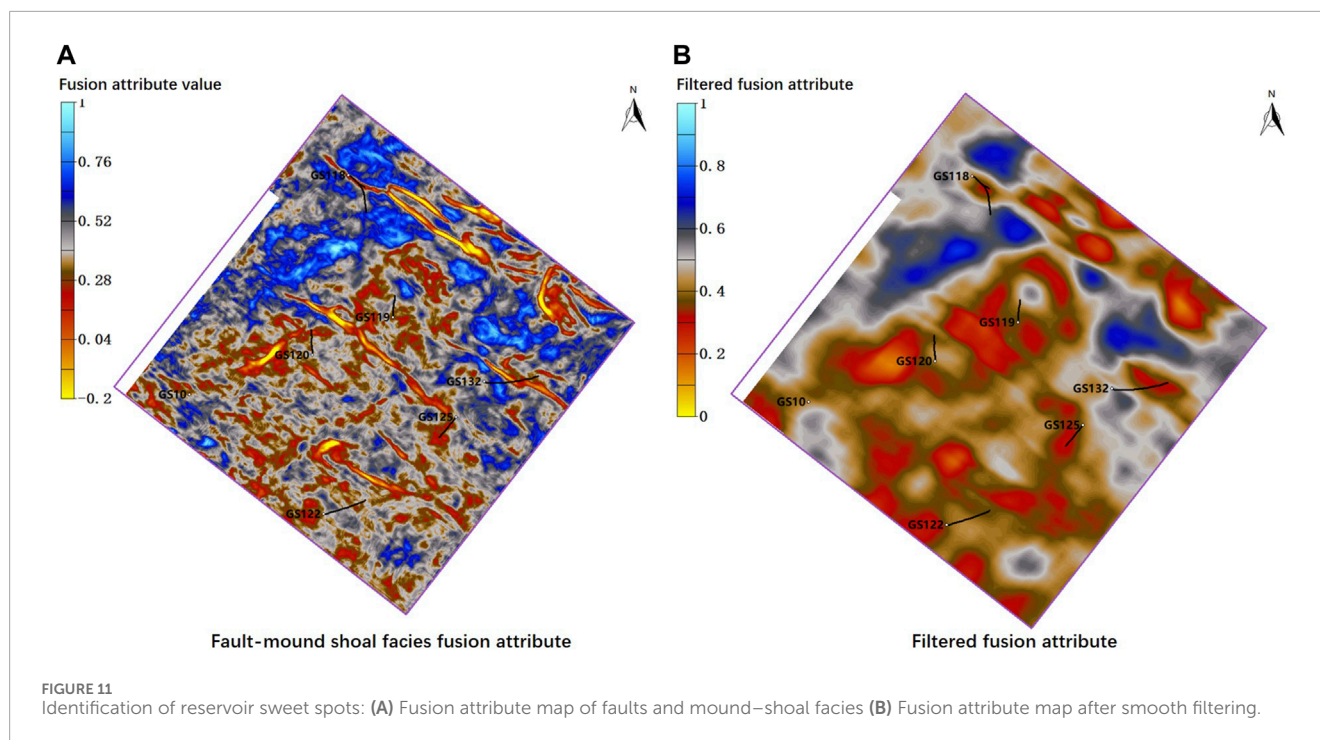 A
Fusion attribute value
1
0.76
0.52
0.28
0.04
-0.2
N
GS118
GS119
GS120
GS132
GS10
GS125
GS122
Fault-mound shoal facies fusion attribute
B
Filtered fusion attribute
1
0.8
0.6
0.4
0.2
0
N
GS118
GS119
GS120
GS132
GS10
GS125
GS122
Filtered fusion attribute
FIGURE 11
Identification of reservoir sweet spots: (A) Fusion attribute map of faults and mound–shoal facies (B) Fusion attribute map after smooth filtering.